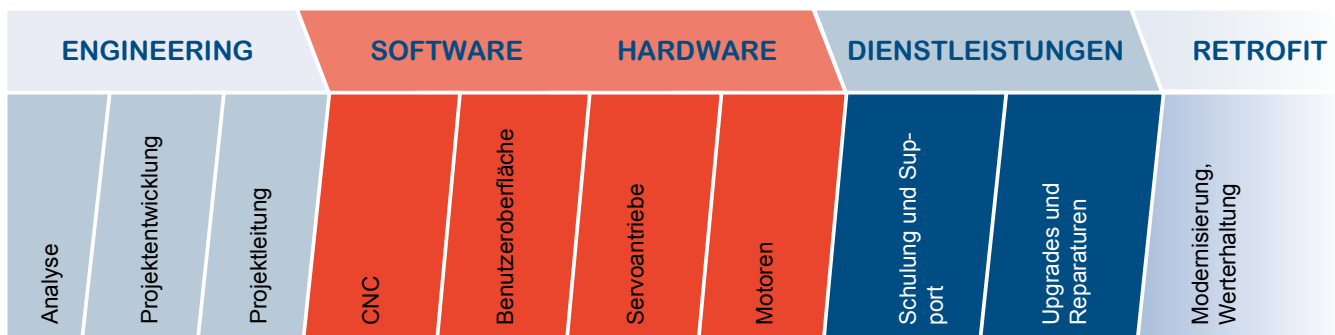 ENGINEERING
SOFTWARE
HARDWARE
DIENSTLEISTUNGEN
RETROFIT
Analyse
Projektentwicklung
Projektleitung
CNC
Benutzeroberfläche
Servoantriebe
Motoren
Schulung und Sup-
port
Upgrades und
Reparaturen
Modernisierung,
Werterhaltung